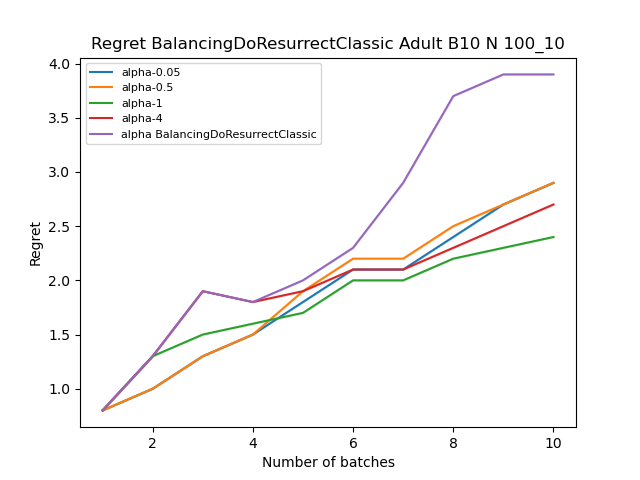 Regret BalancingDoResurrectClassic Adult B10 N 100_10
4.0
3.5
3.0
2.5
2.0
1.5
1.0
Regret
alpha-0.05
alpha-0.5
alpha-1
alpha-4
alpha BalancingDoResurrectClassic
2 4 6 8 10
Number of batches